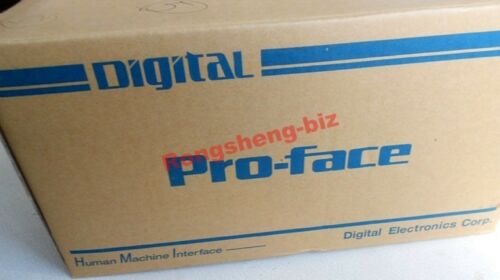 Digital
Rongsheng-biz
Pro-face
Digital Electronics Corp.
Human Machine Interface